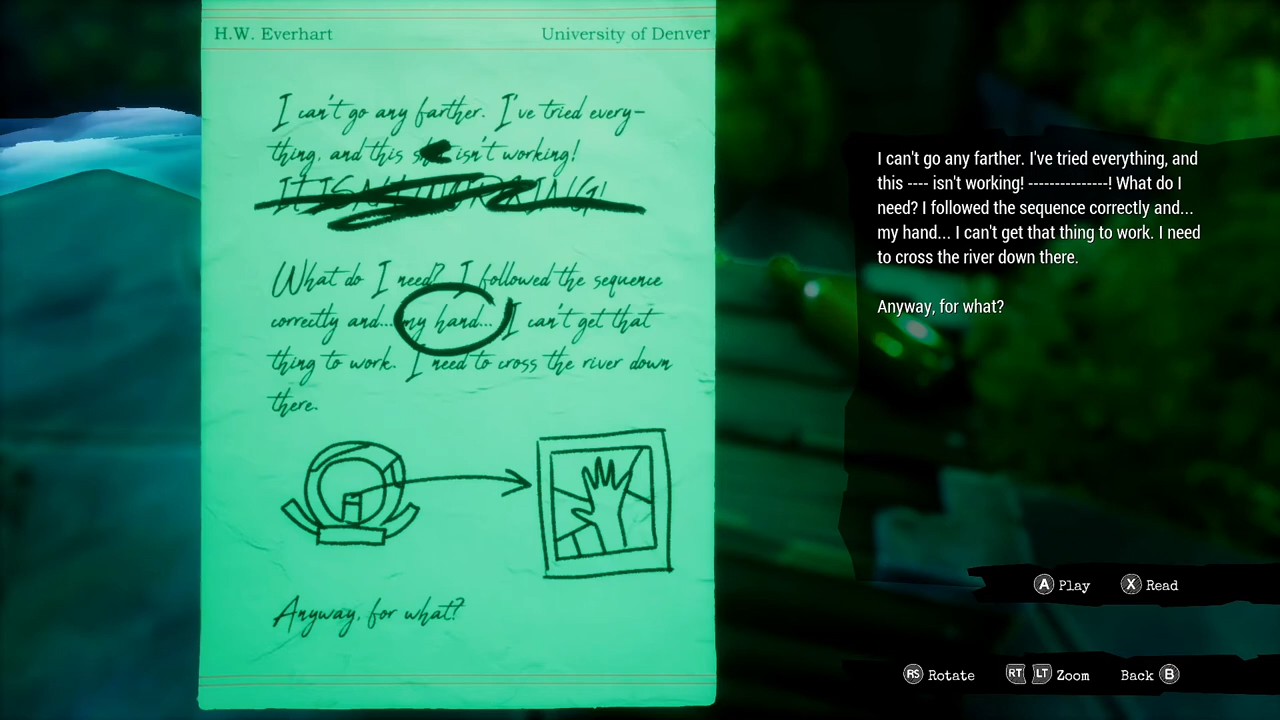 H.W. Everhart
University of Denver
I can't go any farther. I've tried every-
thing, and this isn't working!
IT ISN'T WORKING!
What do I need? I followed the sequence
correctly and... my hand... I can't get that
thing to work. I need to cross the river down
there.
Anyway, for what?
I can't go any farther. I've tried everything, and
this ---- isn't working! ---------------! What do I
need? I followed the sequence correctly and...
my hand... I can't get that thing to work. I need
to cross the river down there.
Anyway, for what?
A Play
X Read
RS Rotate
RT LT Zoom
Back B